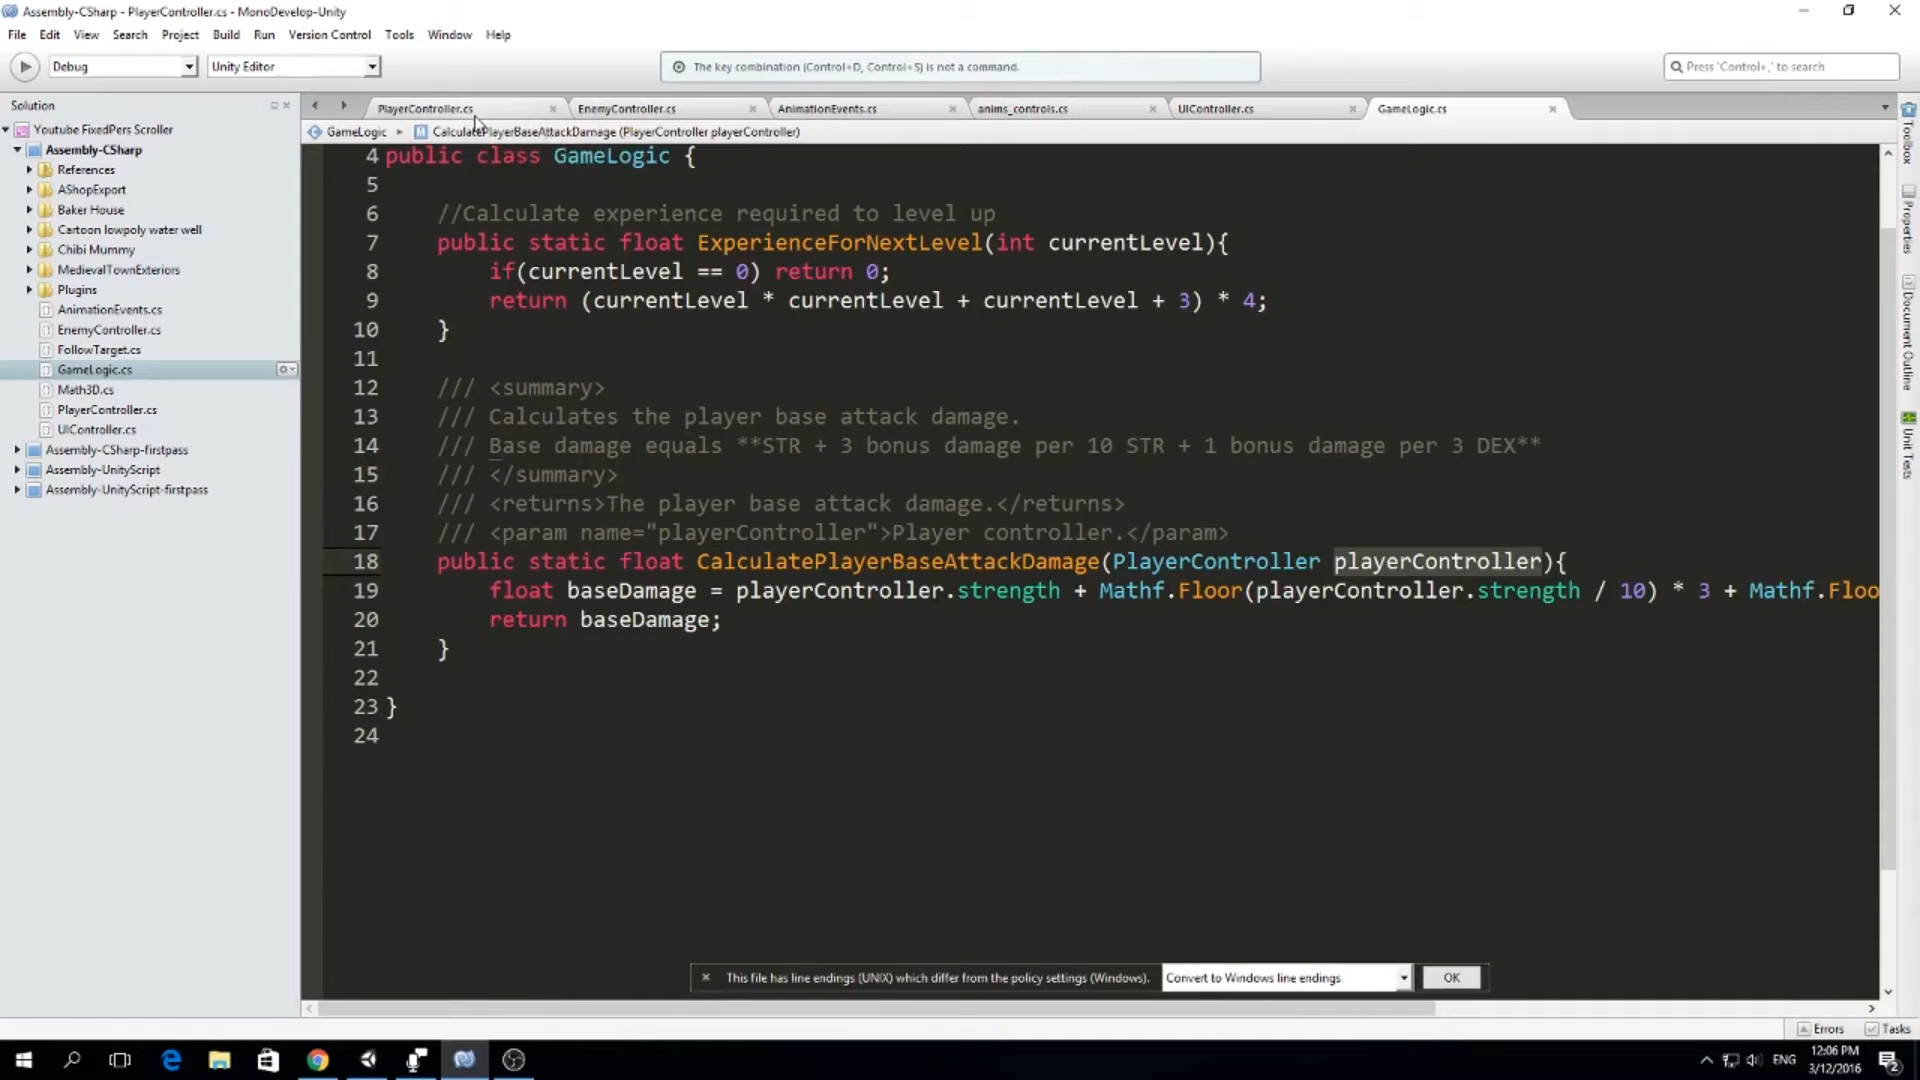 Assembly-CSharp - PlayerController.cs - MonoDevelop-Unity
File Edit View Search Project Build Run Version Control Tools Window Help
Debug Unity Editor The key combination (Control+D, Control+S) is not a command. Press 'Control+,' to search
Solution
Youtube FixedPers Scroller
Assembly-CSharp
References
AShopExport
Baker House
Cartoon lowpoly water well
Chibi Mummy
MedievalTownExteriors
Plugins
AnimationEvents.cs
EnemyController.cs
FollowTarget.cs
GameLogic.cs
Math3D.cs
PlayerController.cs
UIController.cs
Assembly-CSharp-firstpass
Assembly-UnityScript
Assembly-UnityScript-firstpass
PlayerController.cs EnemyController.cs AnimationEvents.cs anims_controls.cs UIController.cs GameLogic.cs
GameLogic CalculatePlayerBaseAttackDamage (PlayerController playerController)
4 public class GameLogic {
5
6 //Calculate experience required to level up
7 public static float ExperienceForNextLevel(int currentLevel){
8 if(currentLevel == 0) return 0;
9 return (currentLevel * currentLevel + currentLevel + 3) * 4;
10 }
11
12 /// <summary>
13 /// Calculates the player base attack damage.
14 /// Base damage equals **STR + 3 bonus damage per 10 STR + 1 bonus damage per 3 DEX**
15 /// </summary>
16 /// <returns>The player base attack damage.</returns>
17 /// <param name="playerController">Player controller.</param>
18 public static float CalculatePlayerBaseAttackDamage(PlayerController playerController){
19 float baseDamage = playerController.strength + Mathf.Floor(playerController.strength / 10) * 3 + Mathf.Floo
20 return baseDamage;
21 }
22
23 }
24
This file has line endings (UNIX) which differ from the policy settings (Windows). Convert to Windows line endings OK
Toolbox
Properties
Document Outline
Unit Tests
Errors Tasks
ENG 12:06 PM
3/12/2016
2